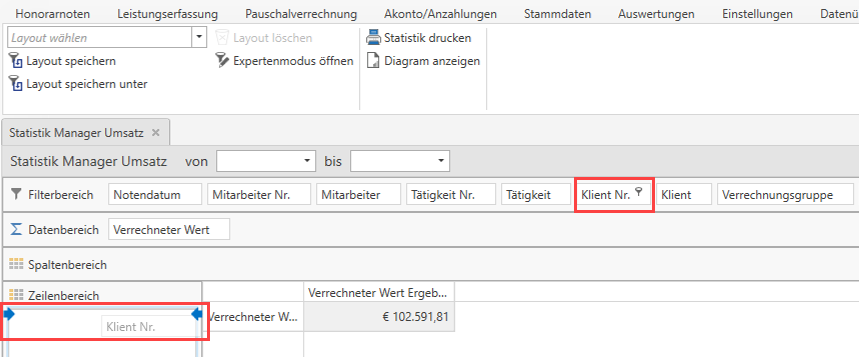 Honorarnoten Leistungserfassung Pauschalverrechnung Akonto/Anzahlungen Stammdaten Auswertungen Einstellungen Datenü
Layout wählen Layout löschen Statistik drucken
Layout speichern Expertenmodus öffnen Diagram anzeigen
Layout speichern unter
Statistik Manager Umsatz ×
Statistik Manager Umsatz von bis
Filterbereich Notendatum Mitarbeiter Nr. Mitarbeiter Tätigkeit Nr. Tätigkeit Klient Nr. Klient Verrechnungsgruppe
Datenbereich Verrechneter Wert
Spaltenbereich
Zeilenbereich Verrechneter Wert Ergeb...
Klient Nr. Verrechneter W... € 102.591,81